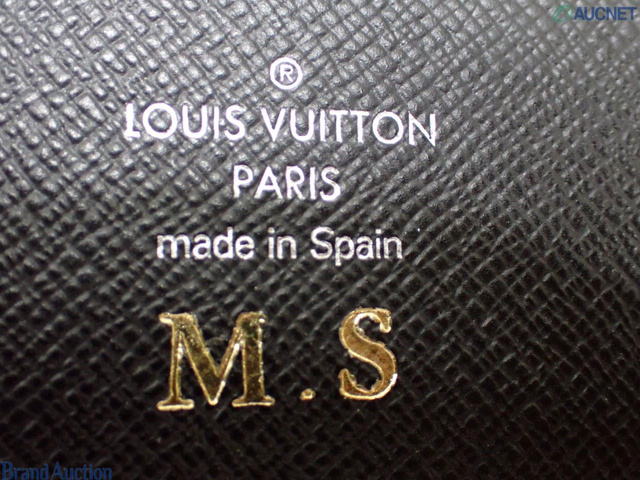 AUCNET
®
LOUIS VUITTON
PARIS
made in Spain
M.S
Brand Auction